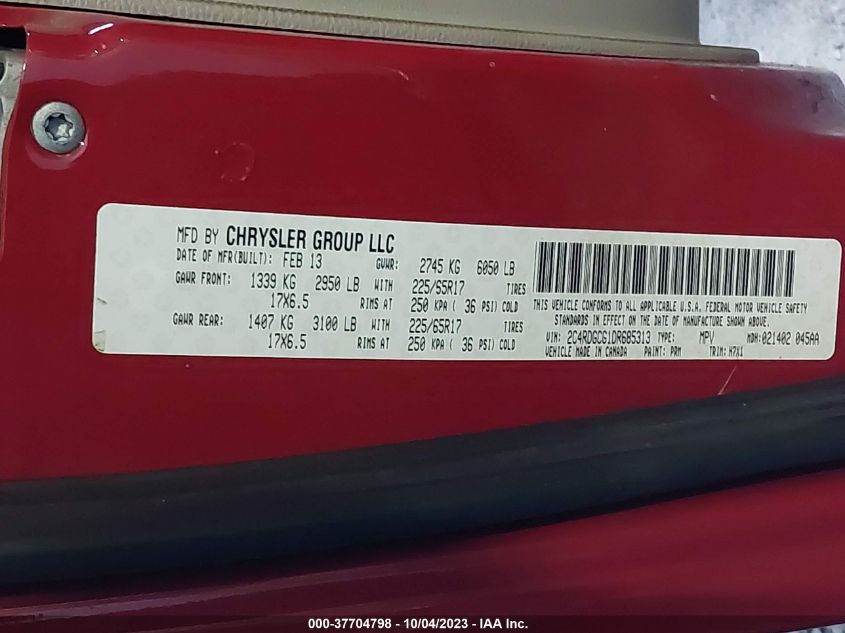 MFD BY CHRYSLER GROUP LLC
DATE OF MFR(BUILT): FEB 13 GVWR: 2745 KG 6050 LB
GAWR FRONT: 1339 KG 2950 LB WITH 225/65R17 TIRES
17X6.5 RIMS AT 250 KPA ( 36 PSI) COLD
GAWR REAR: 1407 KG 3100 LB WITH 225/65R17 TIRES
17X6.5 RIMS AT 250 KPA ( 36 PSI) COLD
THIS VEHICLE CONFORMS TO ALL APPLICABLE U.S.A. FEDERAL MOTOR VEHICLE SAFETY
STANDARDS IN EFFECT ON THE DATE OF MANUFACTURE SHOWN ABOVE.
VIN: 2C4RDGCG1DR685313 TYPE: MPV MDH: 021402 045AA
VEHICLE MADE IN CANADA PAINT: PRM TRIM: H7X1
000-37704798 - 10/04/2023 - IAA Inc.